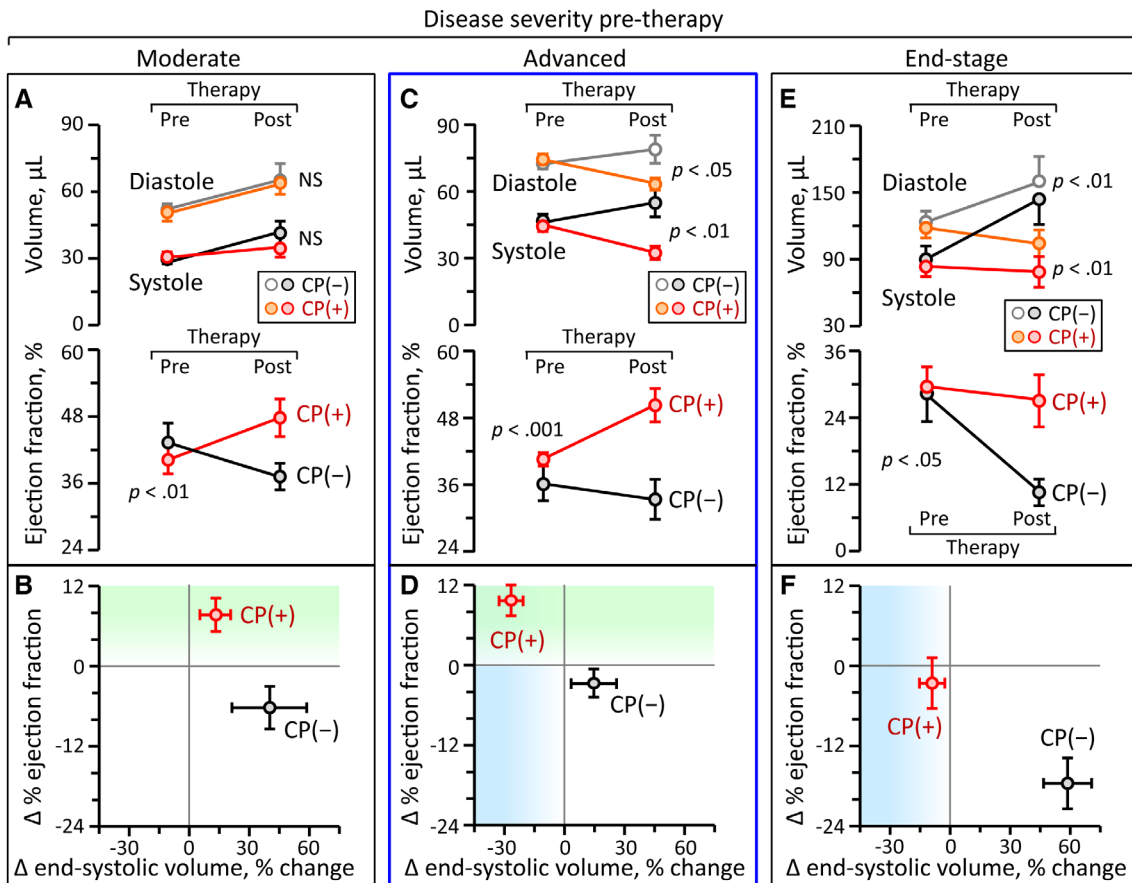 Disease severity pre-therapy
Moderate
Advanced
End-stage
A
Therapy
Pre Post
90
60
30
0
Volume, µL
Diastole
NS
NS
Systole
CP(−)
CP(+)
Therapy
Pre Post
60
48
36
24
Ejection fraction, %
CP(+)
CP(−)
p < .01
B
12
0
-12
-24
Δ % ejection fraction
CP(+)
CP(−)
-30 0 30 60
Δ end-systolic volume, % change
C
Therapy
Pre Post
90
60
30
0
Volume, µL
Diastole
p < .05
p < .01
Systole
CP(−)
CP(+)
Therapy
Pre Post
60
48
36
24
Ejection fraction, %
CP(+)
p < .001
CP(−)
D
12
0
-12
-24
Δ % ejection fraction
CP(+)
CP(−)
-30 0 30 60
Δ end-systolic volume, % change
E
Therapy
Pre Post
210
150
90
30
Volume, µL
Diastole
p < .01
p < .01
Systole
CP(−)
CP(+)
36
24
12
0
Ejection fraction, %
CP(+)
p < .05
CP(−)
Pre Post
Therapy
F
12
0
-12
-24
Δ % ejection fraction
CP(+)
CP(−)
-30 0 30 60
Δ end-systolic volume, % change